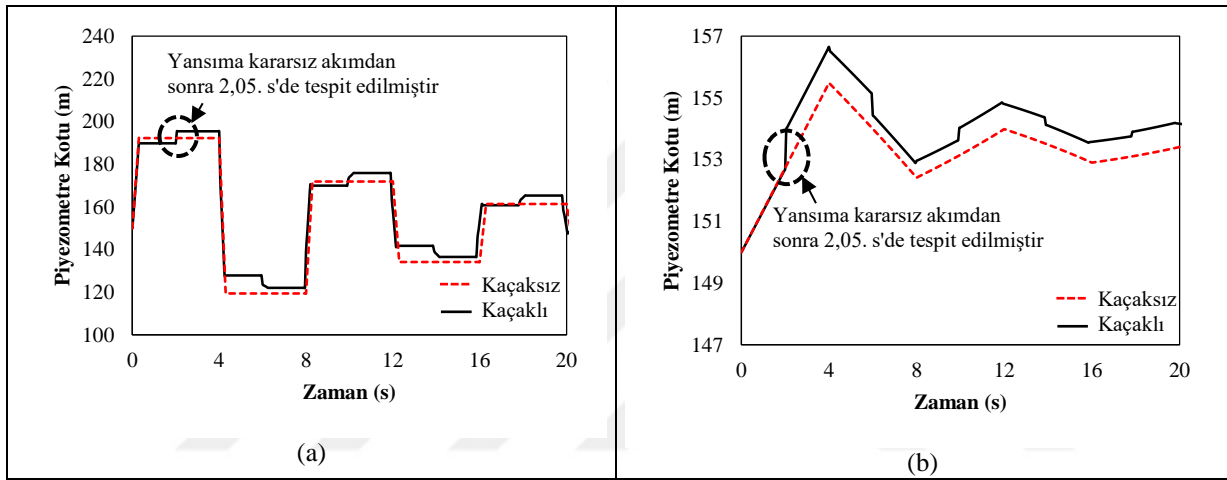 240
220
200
180
160
140
120
100
Piyezometre Kotu (m)
Yansıma kararsız akımdan
sonra 2,05. s'de tespit edilmiştir
Kaçaksız
Kaçaklı
0
4
8
12
16
20
Zaman (s)
(a)
157
155
153
151
149
147
Piyezometre Kotu (m)
Yansıma kararsız akımdan
sonra 2,05. s'de tespit edilmiştir
Kaçaksız
Kaçaklı
0
4
8
12
16
20
Zaman (s)
(b)